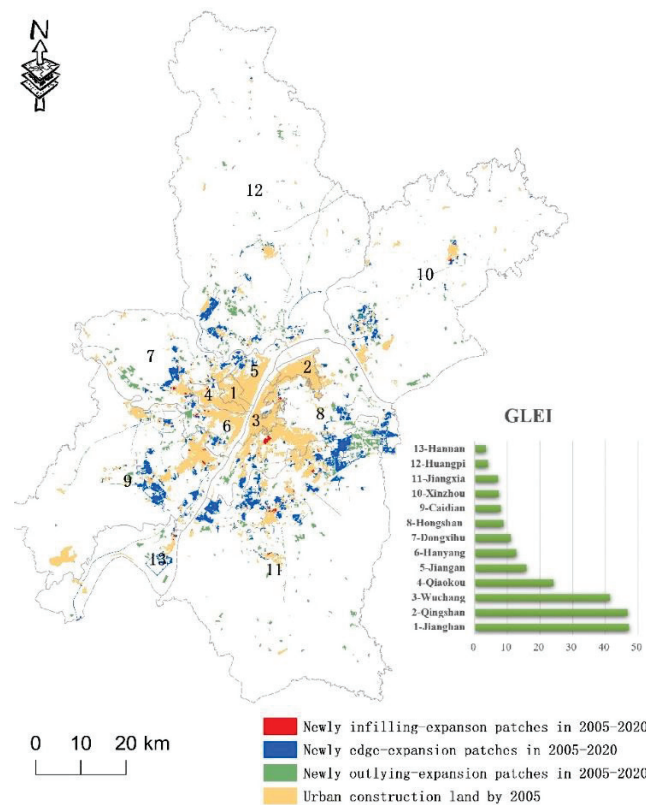 N
12
10
7
5
2
4
1
3
8
6
9
13
11
GLEI
13-Hannan
12-Huangpi
11-Jiangxia
10-Xinzhou
9-Caidian
8-Hongshan
7-Dongxihu
6-Hanyang
5-Jiangan
4-Qiaokou
3-Wuchang
2-Qingshan
1-Jianghan
0 10 20 30 40 50
0 10 20 km
Newly infilling-expanson patches in 2005-2020
Newly edge-expansion patches in 2005-2020
Newly outlying-expansion patches in 2005-2020
Urban construction land by 2005